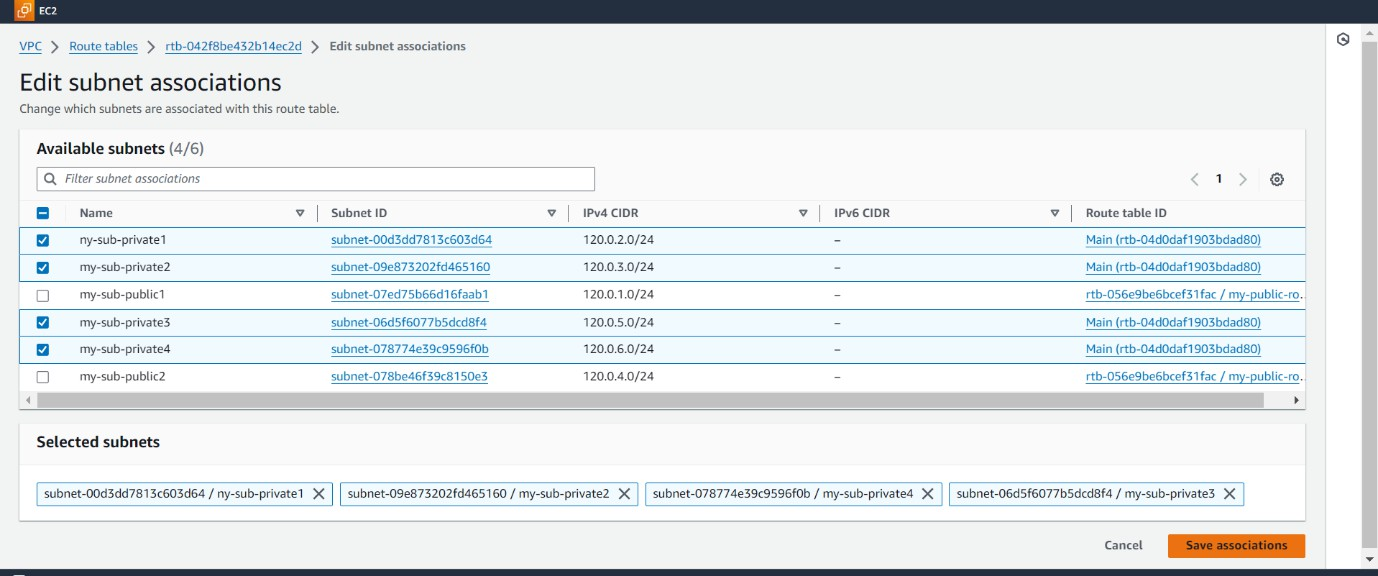 EC2
VPC > Route tables > rtb-042f8be432b14ec2d > Edit subnet associations
Edit subnet associations
Change which subnets are associated with this route table.
Available subnets (4/6)
Filter subnet associations
1
Name Subnet ID IPv4 CIDR IPv6 CIDR Route table ID
ny-sub-private1 subnet-00d3dd7813c603d64 120.0.2.0/24 – Main (rtb-04d0daf1903bdad80)
my-sub-private2 subnet-09e873202fd465160 120.0.3.0/24 – Main (rtb-04d0daf1903bdad80)
my-sub-public1 subnet-07ed75b66d16faab1 120.0.1.0/24 – rtb-056e9be6bcef31fac / my-public-ro...
my-sub-private3 subnet-06d5f6077b5dcd8f4 120.0.5.0/24 – Main (rtb-04d0daf1903bdad80)
my-sub-private4 subnet-078774e39c9596f0b 120.0.6.0/24 – Main (rtb-04d0daf1903bdad80)
my-sub-public2 subnet-078be46f39c8150e3 120.0.4.0/24 – rtb-056e9be6bcef31fac / my-public-ro...
Selected subnets
subnet-00d3dd7813c603d64 / ny-sub-private1 subnet-09e873202fd465160 / my-sub-private2 subnet-078774e39c9596f0b / my-sub-private4 subnet-06d5f6077b5dcd8f4 / my-sub-private3
Cancel Save associations